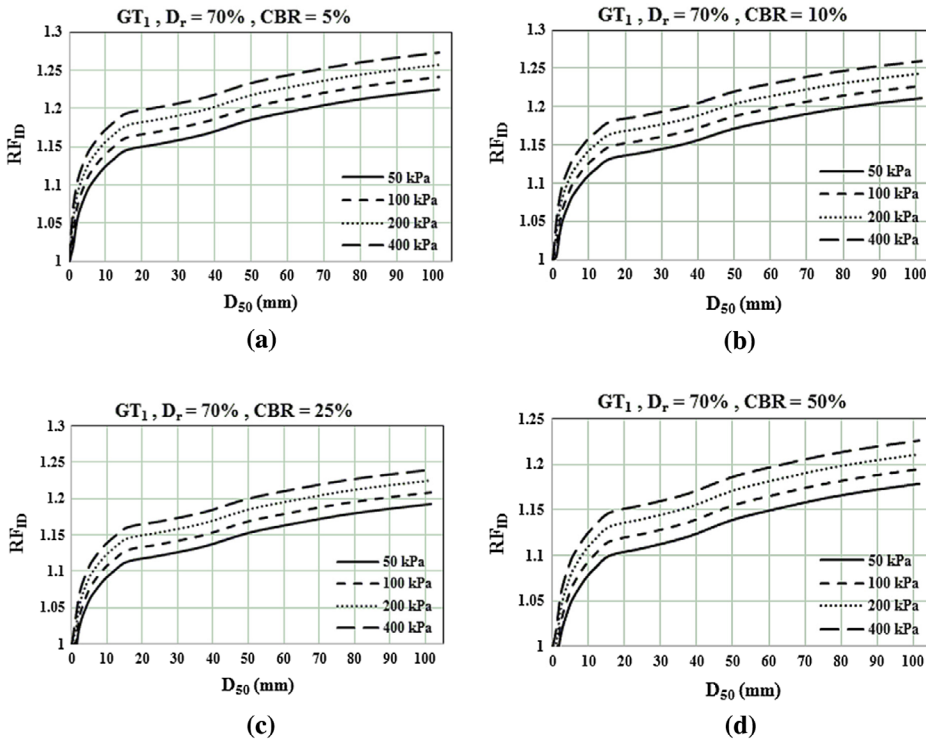 GT1 , Dr = 70% , CBR = 5%
1.3
1.25
1.2
1.15
1.1
1.05
1
RFID
50 kPa
100 kPa
200 kPa
400 kPa
0 10 20 30 40 50 60 70 80 90 100
D50 (mm)
(a)
GT1 , Dr = 70% , CBR = 10%
1.3
1.25
1.2
1.15
1.1
1.05
1
RFID
50 kPa
100 kPa
200 kPa
400 kPa
0 10 20 30 40 50 60 70 80 90 100
D50 (mm)
(b)
GT1 , Dr = 70% , CBR = 25%
1.3
1.25
1.2
1.15
1.1
1.05
1
RFID
50 kPa
100 kPa
200 kPa
400 kPa
0 10 20 30 40 50 60 70 80 90 100
D50 (mm)
(c)
GT1 , Dr = 70% , CBR = 50%
1.25
1.2
1.15
1.1
1.05
1
RFID
50 kPa
100 kPa
200 kPa
400 kPa
0 10 20 30 40 50 60 70 80 90 100
D50 (mm)
(d)